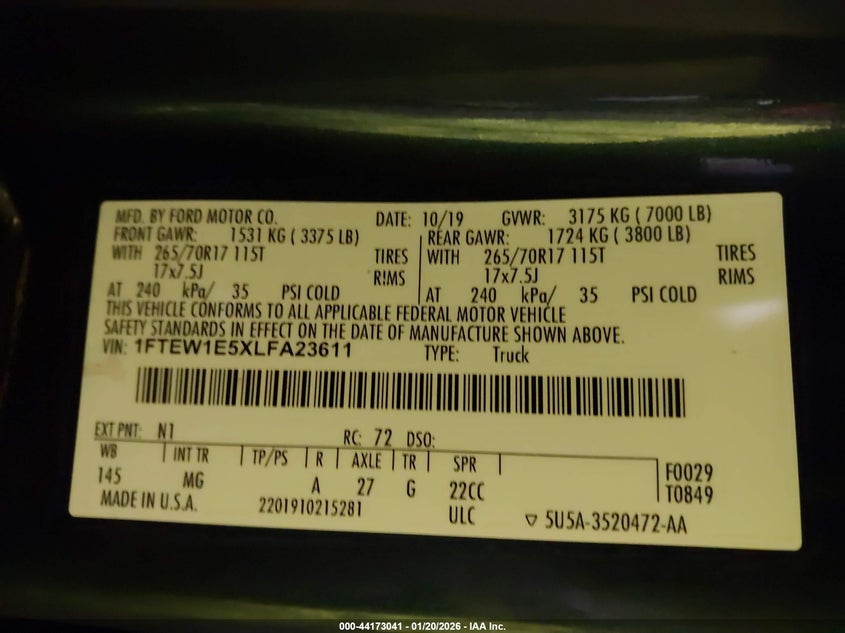 MFD. BY FORD MOTOR CO. DATE: 10/19 GVWR: 3175 KG ( 7000 LB)
FRONT GAWR: 1531 KG ( 3375 LB) REAR GAWR: 1724 KG ( 3800 LB)
WITH 265/70R17 115T TIRES WITH 265/70R17 115T TIRES
17x7.5J RIMS 17x7.5J RIMS
AT 240 kPa/ 35 PSI COLD AT 240 kPa/ 35 PSI COLD
THIS VEHICLE CONFORMS TO ALL APPLICABLE FEDERAL MOTOR VEHICLE
SAFETY STANDARDS IN EFFECT ON THE DATE OF MANUFACTURE SHOWN ABOVE.
VIN: 1FTEW1E5XLFA23611 TYPE: Truck
EXT PNT: N1 RC: 72 DSO:
WB INT TR TP/PS R AXLE TR SPR F0029
145 MG A 27 G 22CC T0849
MADE IN U.S.A. 2201910215281 ULC ▽ 5U5A-3520472-AA
000-44173041 - 01/20/2026 - IAA Inc.